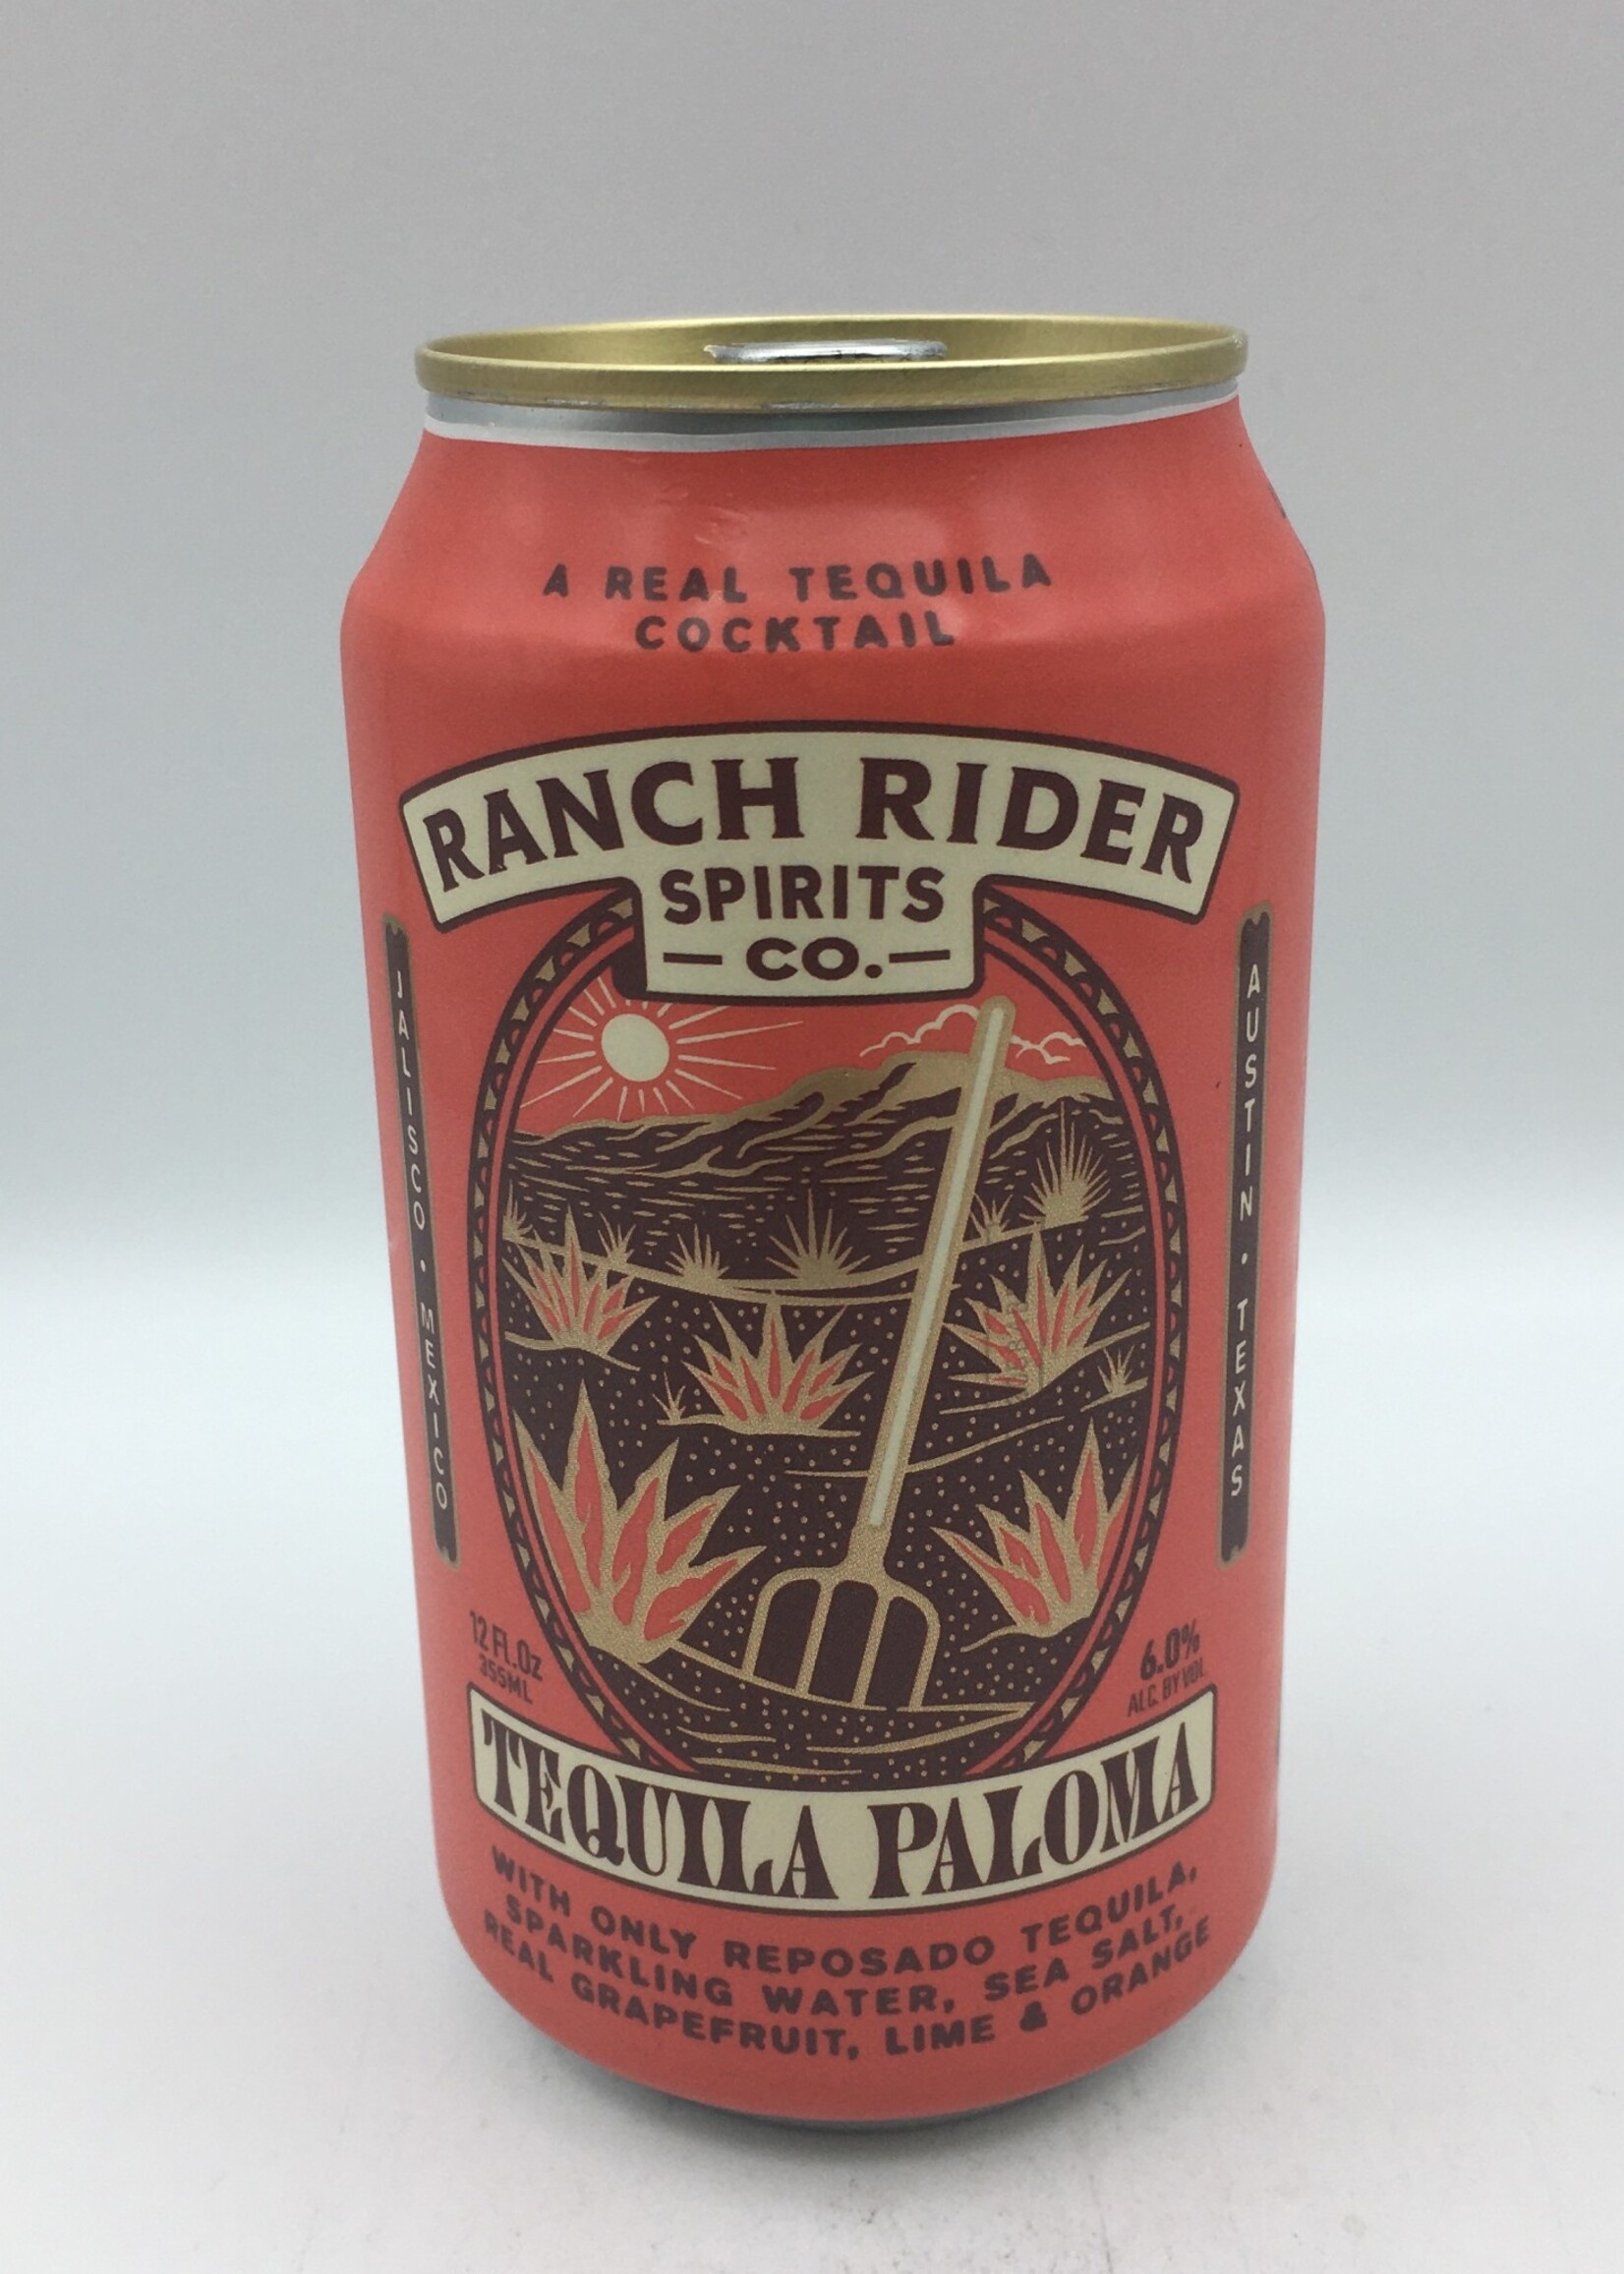 A REAL TEQUILA
COCKTAIL
RANCH RIDER
SPIRITS
CO.
JALISCO • MEXICO
AUSTIN • TEXAS
12 FL.Oz
355ML
6.0%
ALC. BY VOL
TEQUILA PALOMA
WITH ONLY REPOSADO TEQUILA,
SPARKLING WATER, SEA SALT,
REAL GRAPEFRUIT, LIME & ORANGE